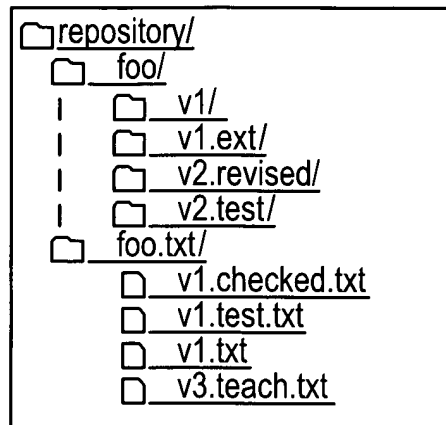 repository/
foo/
v1/
v1.ext/
v2.revised/
v2.test/
foo.txt/
v1.checked.txt
v1.test.txt
v1.txt
v3.teach.txt